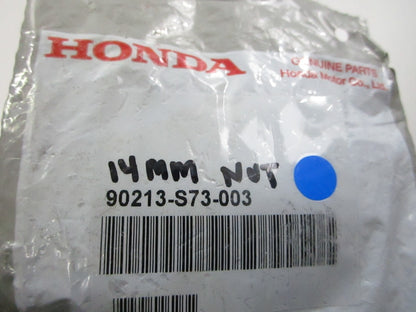 HONDA
GENUINE PARTS
Honda Motor Co., Ltd.
14MM NUT
90213-S73-003